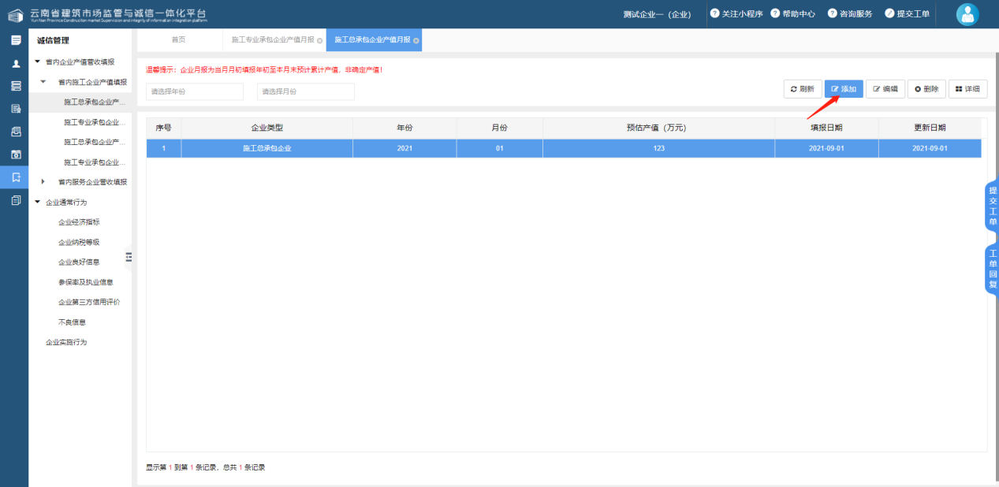 云南省建筑市场监管与诚信一体化平台
Yun Nan Province Construction market Supervision and integrity of information integration platform
测试企业一（企业）
关注小程序
帮助中心
咨询服务
提交工单
诚信管理
省内企业产值营收填报
省内施工企业产值填报
施工总承包企业产...
施工专业承包企业...
施工总承包企业产...
施工专业承包企业...
省内服务企业营收填报
企业通常行为
企业经济指标
企业纳税等级
企业良好信息
参保率及执业信息
企业第三方信用评价
不良信息
企业实施行为
首页
施工专业承包企业产值月报
施工总承包企业产值月报
温馨提示：企业月报为当月月初填报年初至本月末预计累计产值，非确定产值！
请选择年份
请选择月份
刷新
添加
编辑
删除
详细
序号 企业类型 年份 月份 预估产值（万元） 填报日期 更新日期
1 施工总承包企业 2021 01 123 2021-09-01 2021-09-01
显示第 1 到第 1 条记录，总共 1 条记录
提交工单
工单回复